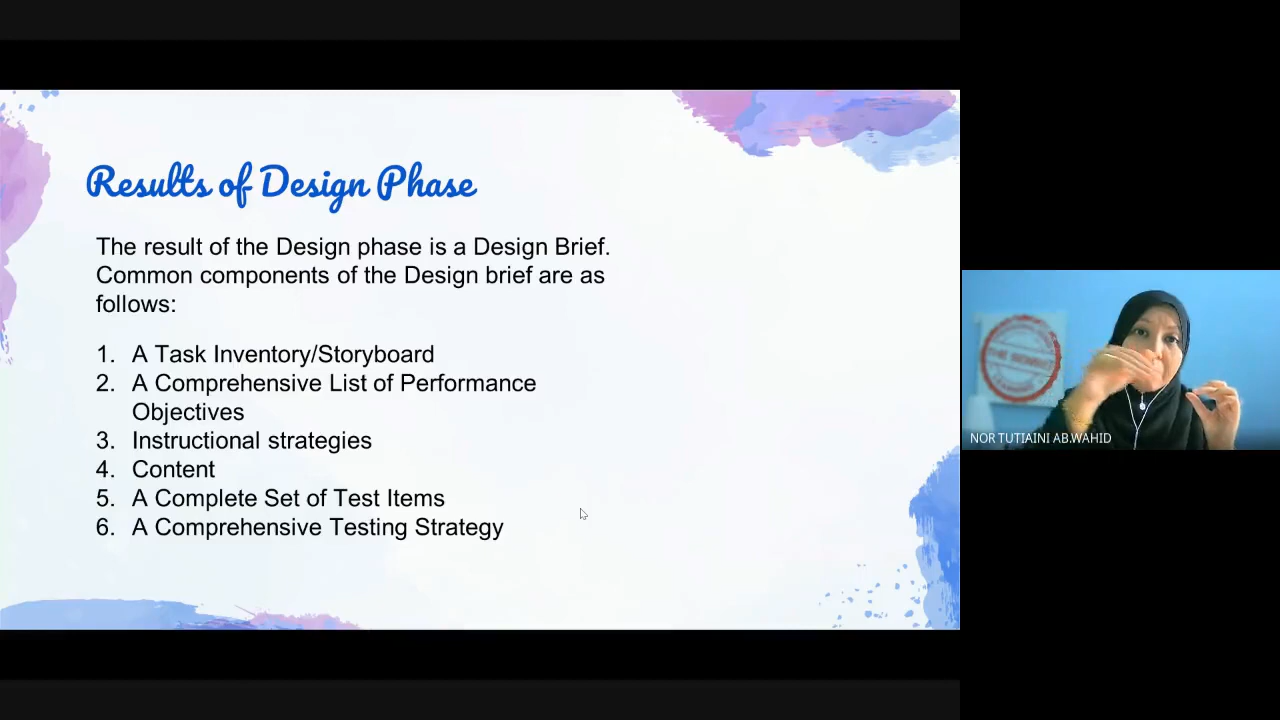 Results of Design Phase
The result of the Design phase is a Design Brief.
Common components of the Design brief are as
follows:
1. A Task Inventory/Storyboard
2. A Comprehensive List of Performance
Objectives
3. Instructional strategies
4. Content
5. A Complete Set of Test Items
6. A Comprehensive Testing Strategy
NOR TUTIAINI AB.WAHID